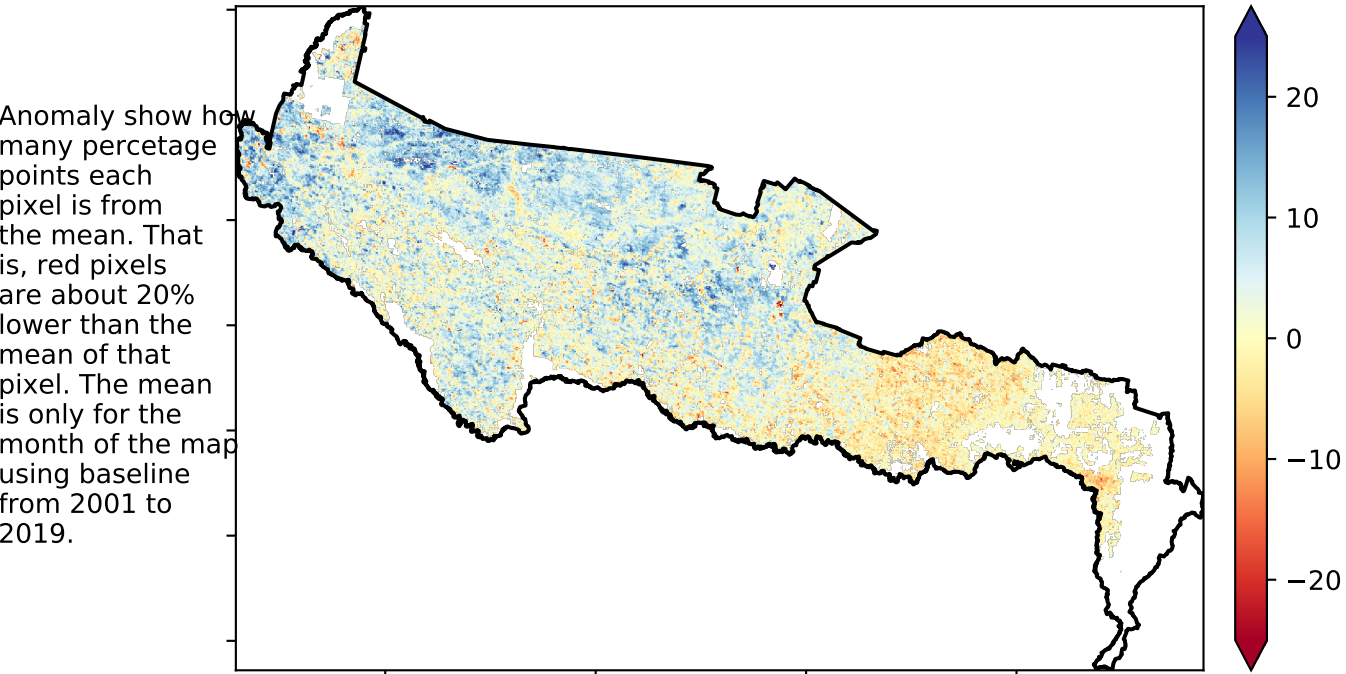 Anomaly show how
many percetage
points each
pixel is from
the mean. That
is, red pixels
are about 20%
lower than the
mean of that
pixel. The mean
is only for the
month of the map
using baseline
from 2001 to
2019.
20
10
0
−10
−20